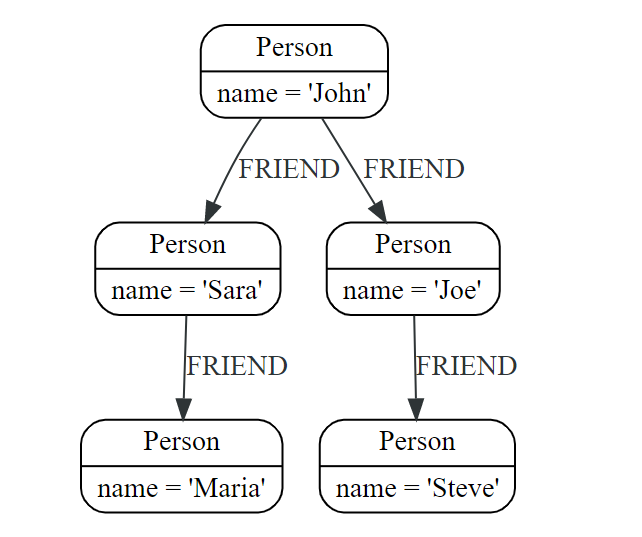 Person
name = 'John'
FRIEND FRIEND
Person Person
name = 'Sara' name = 'Joe'
FRIEND FRIEND
Person Person
name = 'Maria' name = 'Steve'